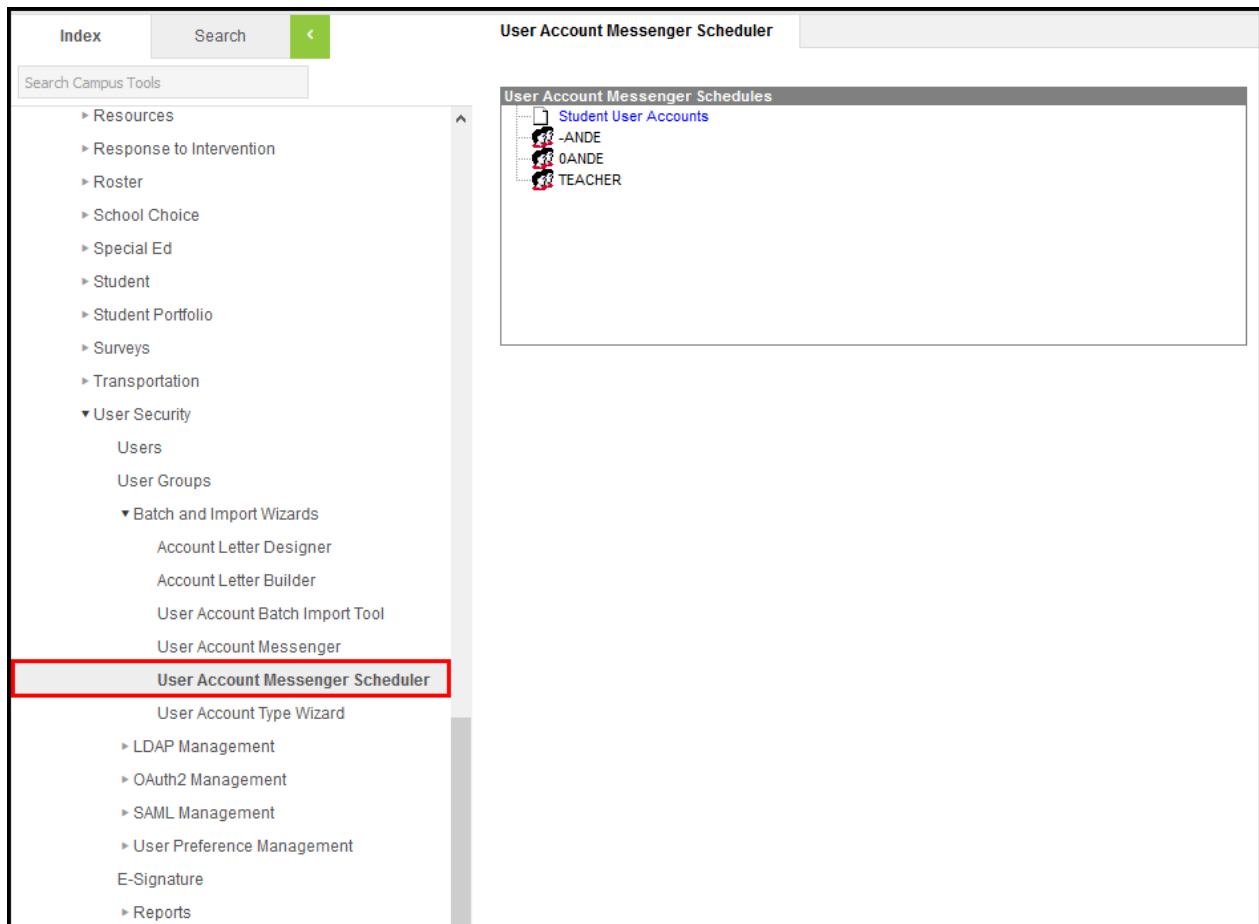 Index
Search
Search Campus Tools
Resources
Response to Intervention
Roster
School Choice
Special Ed
Student
Student Portfolio
Surveys
Transportation
User Security
Users
User Groups
Batch and Import Wizards
Account Letter Designer
Account Letter Builder
User Account Batch Import Tool
User Account Messenger
User Account Messenger Scheduler
User Account Type Wizard
LDAP Management
OAuth2 Management
SAML Management
User Preference Management
E-Signature
Reports
User Account Messenger Scheduler
User Account Messenger Schedules
Student User Accounts
-ANDE
0ANDE
TEACHER